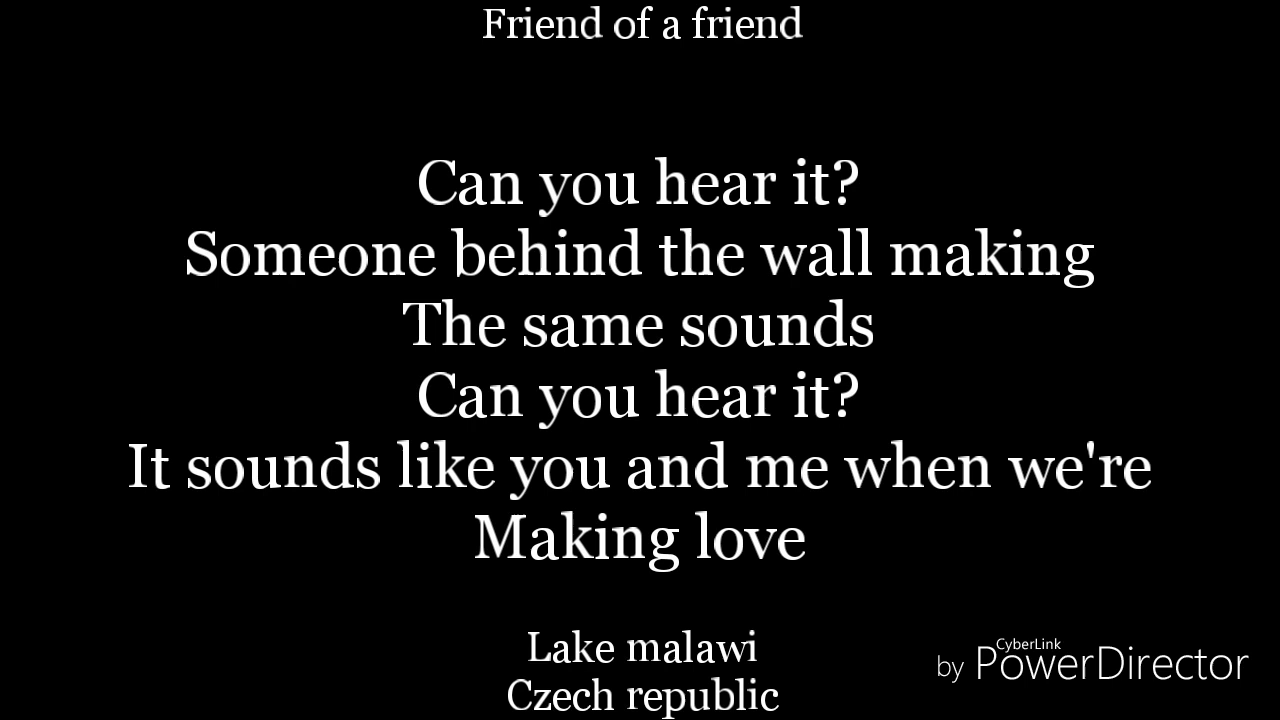 Friend of a friend
Can you hear it?
Someone behind the wall making
The same sounds
Can you hear it?
It sounds like you and me when we're
Making love
Lake malawi
Czech republic
by CyberLink PowerDirector